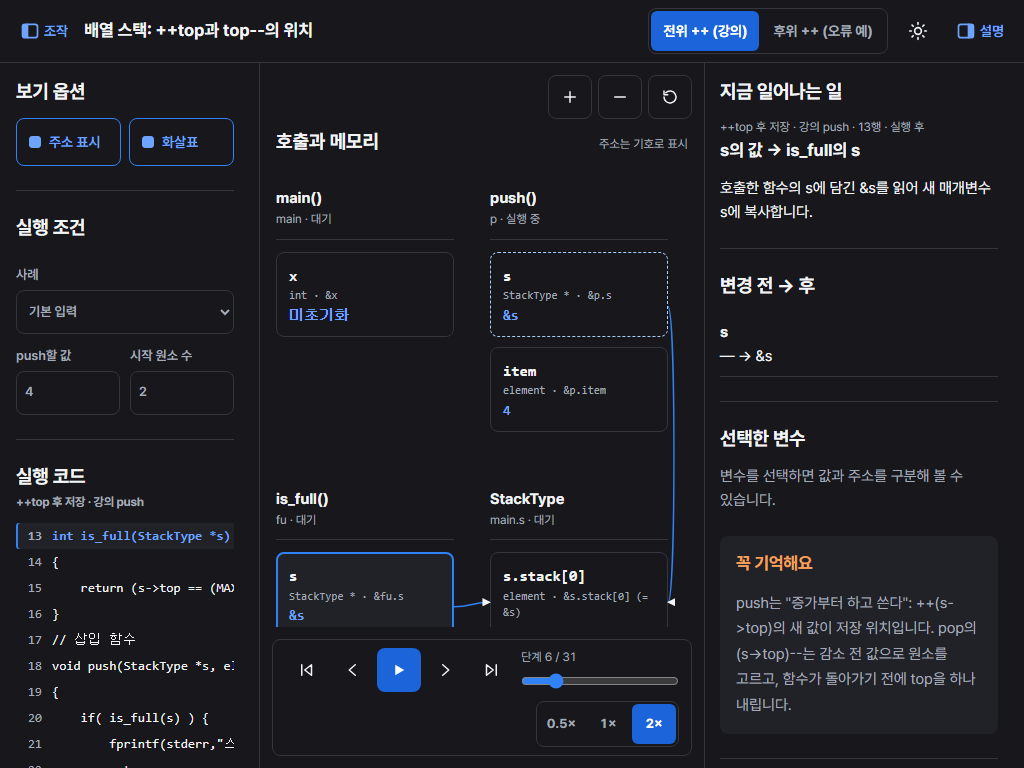 조작
배열 스택: ++top과 top--의 위치
전위 ++ (강의)
후위 ++ (오류 예)
설명
보기 옵션
주소 표시
화살표
실행 조건
사례
기본 입력
push할 값
시작 원소 수
4
2
실행 코드
++top 후 저장 · 강의 push
13 int is_full(StackType *s)
14 {
15 return (s->top == (MAX
16 }
17 // 삽입 함수
18 void push(StackType *s, el
19 {
20 if( is_full(s) ) {
21 fprintf(stderr,"스
호출과 메모리
주소는 기호로 표시
main()
main · 대기
x
int · &x
미초기화
push()
p · 실행 중
s
StackType * · &p.s
&s
item
element · &p.item
4
is_full()
fu · 대기
s
StackType * · &fu.s
&s
StackType
main.s · 대기
s.stack[0]
element · &s.stack[0] (=
&s)
단계 6 / 31
0.5×
1×
2×
지금 일어나는 일
++top 후 저장 · 강의 push · 13행 · 실행 후
s의 값 → is_full의 s
호출한 함수의 s에 담긴 &s를 읽어 새 매개변수
s에 복사합니다.
변경 전 → 후
s
— → &s
선택한 변수
변수를 선택하면 값과 주소를 구분해 볼 수
있습니다.
꼭 기억해요
push는 "증가부터 하고 쓴다": ++(s-
>top)의 새 값이 저장 위치입니다. pop의
(s→top)--는 감소 전 값으로 원소를
고르고, 함수가 돌아가기 전에 top을 하나
내립니다.